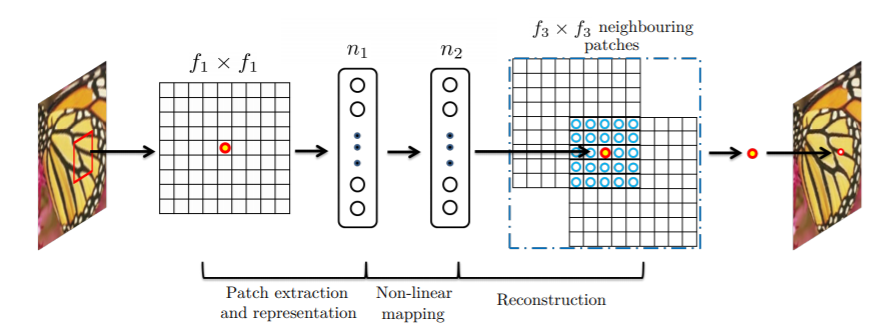 f₃ × f₃ neighbouring
patches
f₁ × f₁
n₁
n₂
Patch extraction
and representation
Non-linear
mapping
Reconstruction